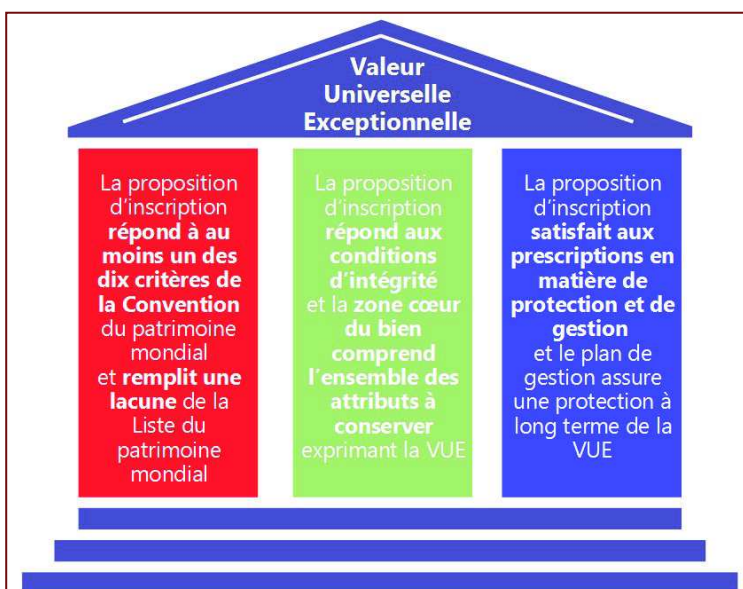 Valeur
Universelle
Exceptionnelle
La proposition
d'inscription
répond à au
moins un des
dix critères de
la Convention
du patrimoine
mondial
et remplit une
lacune de la
Liste du
patrimoine
mondial
La proposition
d'inscription
répond aux
conditions
d'intégrité
et la zone cœur
du bien
comprend
l'ensemble des
attributs à
conserver
exprimant la VUE
La proposition
d'inscription
satisfait aux
prescriptions en
matière de
protection et de
gestion
et le plan de
gestion assure
une protection à
long terme de la
VUE